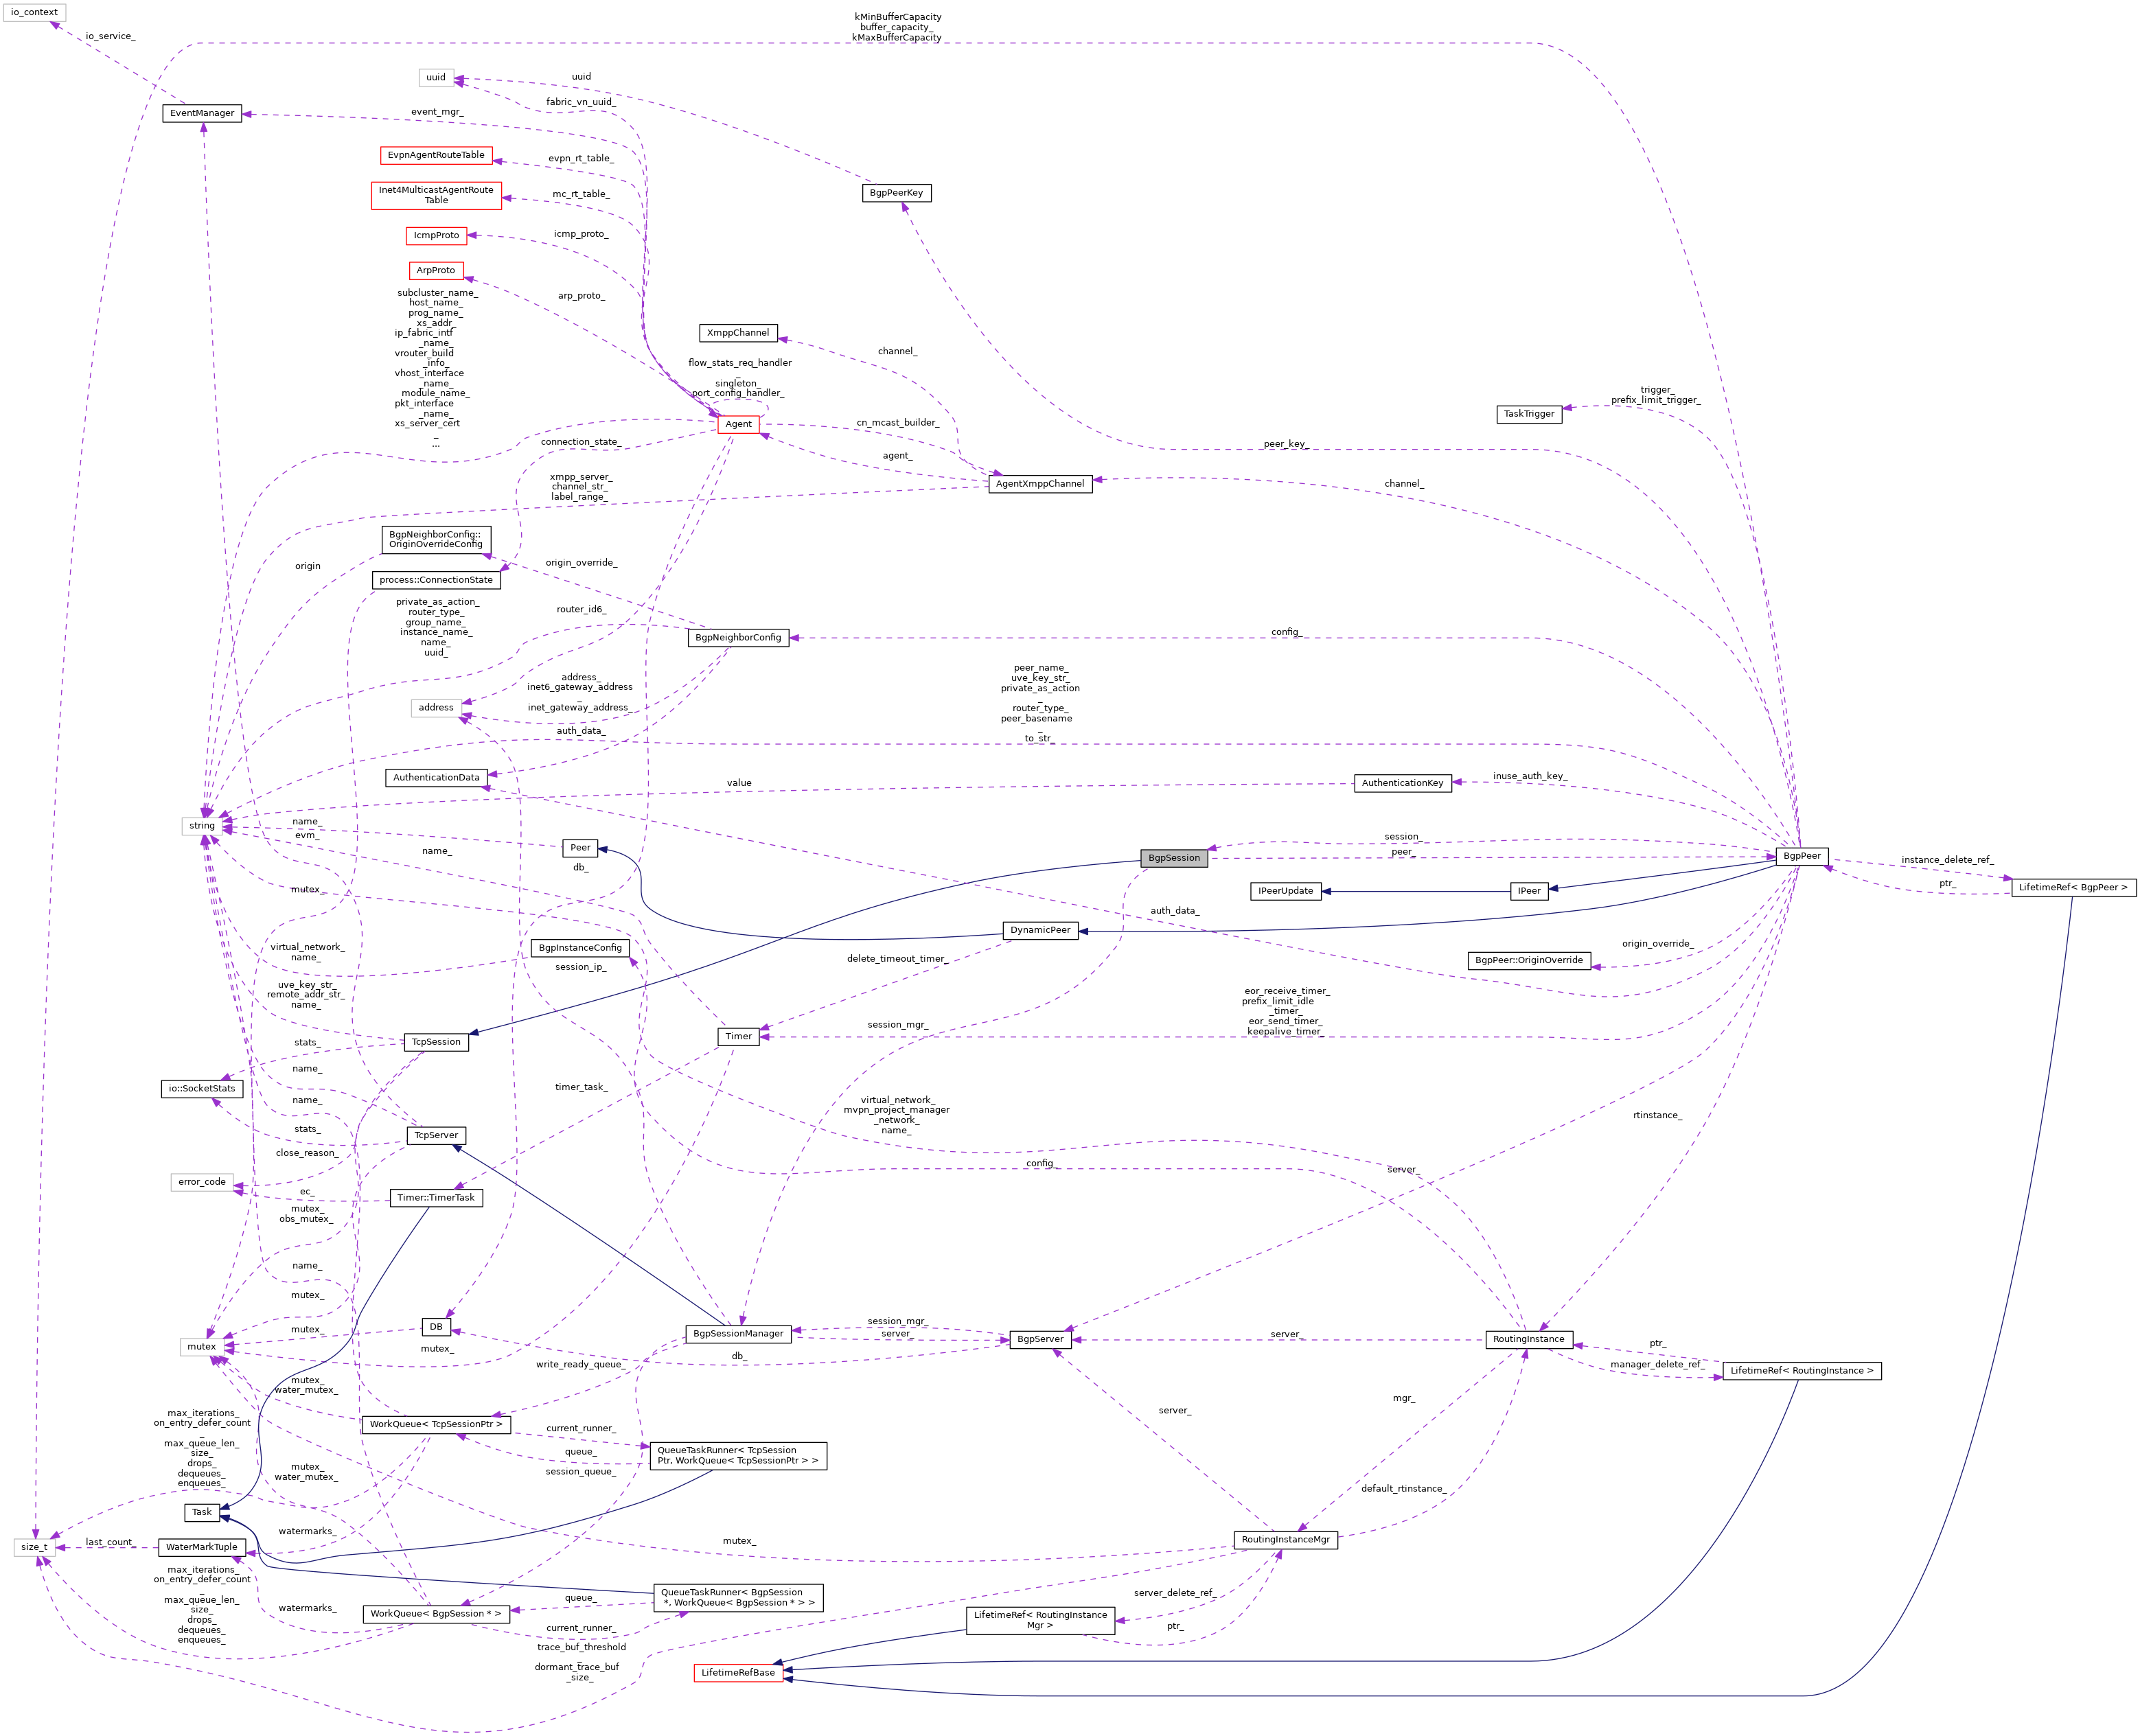 io_context
kMinBufferCapacity
buffer_capacity_
kMaxBufferCapacity
io_service_
uuid
uuid
fabric_vn_uuid_
EventManager
event_mgr_
EvpnAgentRouteTable
evpn_rt_table_
Inet4MulticastAgentRoute
Table
mc_rt_table_
BgpPeerKey
IcmpProto
icmp_proto_
ArpProto
arp_proto_
subcluster_name_
host_name_
prog_name_
xs_addr_
ip_fabric_intf
_name_
vrouter_build
_info_
vhost_interface
_name_
module_name_
pkt_interface
_name_
xs_server_cert
_
...
XmppChannel
channel_
flow_stats_req_handler
_
singleton_
port_config_handler_
Agent
cn_mcast_builder_
agent_
AgentXmppChannel
TaskTrigger
trigger_
prefix_limit_trigger_
peer_key_
channel_
connection_state_
xmpp_server_
channel_str_
label_range_
BgpNeighborConfig::
OriginOverrideConfig
origin
origin_override_
process::ConnectionState
private_as_action_
router_type_
group_name_
instance_name_
name_
uuid_
router_id6_
BgpNeighborConfig
config_
address
address_
inet6_gateway_address
_
inet_gateway_address_
auth_data_
peer_name_
uve_key_str_
private_as_action
_
router_type_
peer_basename
_
to_str_
AuthenticationData
value
AuthenticationKey
inuse_auth_key_
string
name_
evm_
name_
Peer
db_
BgpSession
session_
peer_
BgpPeer
instance_delete_ref_
ptr_
LifetimeRef< BgpPeer >
IPeerUpdate
IPeer
mutex_
auth_data_
DynamicPeer
delete_timeout_timer_
BgpInstanceConfig
virtual_network_
name_
session_ip_
BgpPeer::OriginOverride
origin_override_
uve_key_str_
remote_addr_str_
name_
eor_receive_timer_
prefix_limit_idle
_timer_
eor_send_timer_
keepalive_timer_
session_mgr_
Timer
TcpSession
stats_
name_
io::SocketStats
timer_task_
name_
virtual_network_
mvpn_project_manager
_network_
name_
rtinstance_
stats_
TcpServer
close_reason_
config_
server_
error_code
ec_
Timer::TimerTask
mutex_
obs_mutex_
name_
mutex_
DB
mutex_
mutex
mutex_
BgpSessionManager
session_mgr_
server_
db_
BgpServer
server_
RoutingInstance
ptr_
manager_delete_ref_
LifetimeRef< RoutingInstance >
write_ready_queue_
mutex_
water_mutex_
mgr_
max_iterations_
on_entry_defer_count
_
max_queue_len_
size_
drops_
dequeues_
enqueues_
WorkQueue< TcpSessionPtr >
server_
current_runner_
queue_
QueueTaskRunner< TcpSession
Ptr, WorkQueue< TcpSessionPtr > >
session_queue_
mutex_
water_mutex_
default_rtinstance_
Task
watermarks_
size_t
last_count_
WaterMarkTuple
mutex_
RoutingInstanceMgr
max_iterations_
on_entry_defer_count
_
max_queue_len_
size_
drops_
dequeues_
enqueues_
watermarks_
WorkQueue< BgpSession * >
queue_
current_runner_
QueueTaskRunner< BgpSession
*, WorkQueue< BgpSession * > >
server_delete_ref_
ptr_
LifetimeRef< RoutingInstance
Mgr >
trace_buf_threshold
_
dormant_trace_buf
_size_
LifetimeRefBase